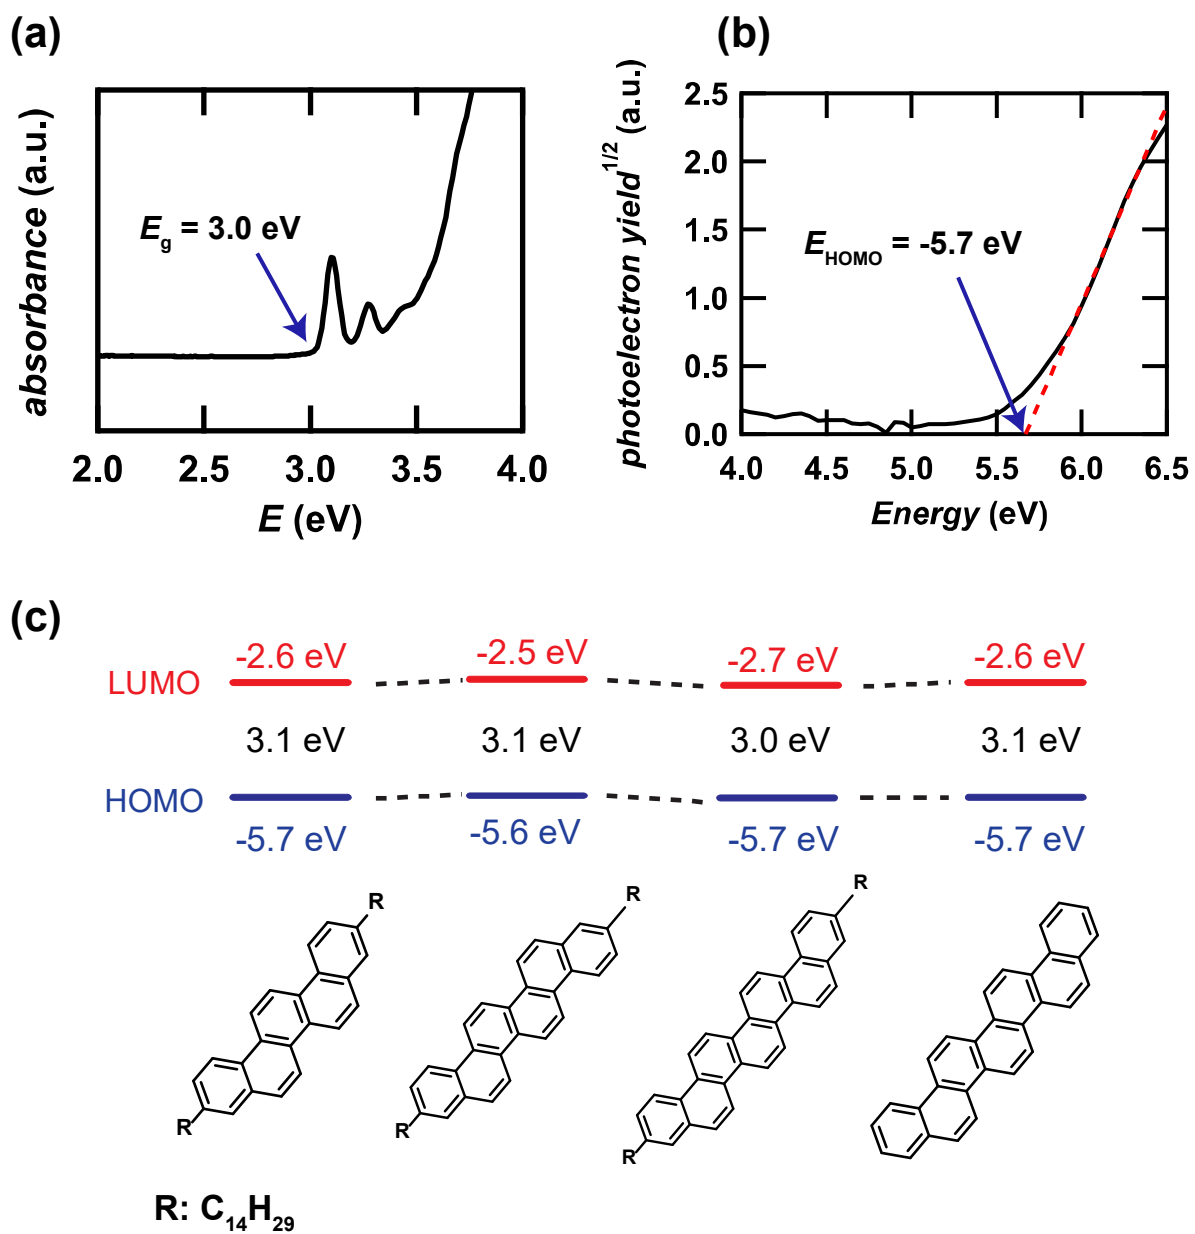 (a)
absorbance (a.u.)
E_g = 3.0 eV
2.0 2.5 3.0 3.5 4.0
E (eV)
(b)
photoelectron yield^1/2 (a.u.)
2.5
2.0
1.5
1.0
0.5
0.0
E_HOMO = -5.7 eV
4.0 4.5 5.0 5.5 6.0 6.5
Energy (eV)
(c)
LUMO -2.6 eV -2.5 eV -2.7 eV -2.6 eV
3.1 eV 3.1 eV 3.0 eV 3.1 eV
HOMO
-5.7 eV -5.6 eV -5.7 eV -5.7 eV
R R R
R R R
R: C14H29